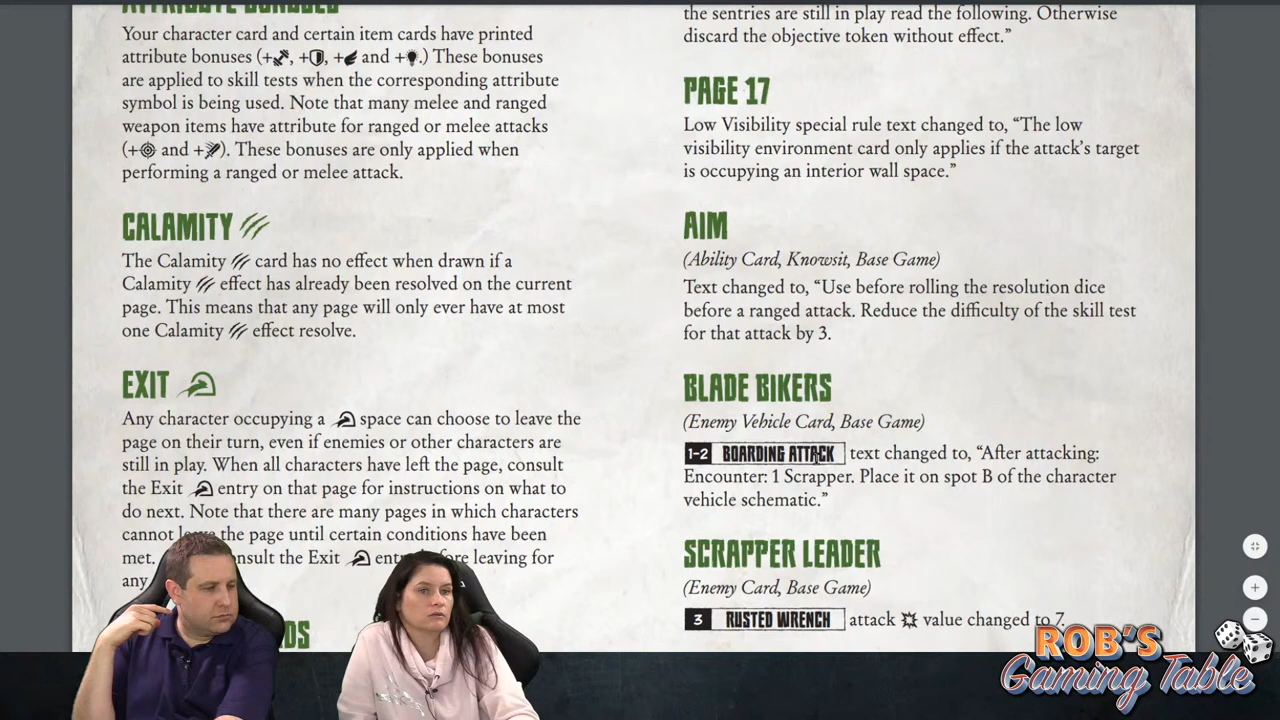 ATTRIBUTE BONUSES
Your character card and certain item cards have printed
attribute bonuses (+, +, + and +.) These bonuses
are applied to skill tests when the corresponding attribute
symbol is being used. Note that many melee and ranged
weapon items have attribute for ranged or melee attacks
(+ and +). These bonuses are only applied when
performing a ranged or melee attack.
CALAMITY
The Calamity card has no effect when drawn if a
Calamity effect has already been resolved on the current
page. This means that any page will only ever have at most
one Calamity effect resolve.
EXIT
Any character occupying a space can choose to leave the
page on their turn, even if enemies or other characters are
still in play. When all characters have left the page, consult
the Exit entry on that page for instructions on what to
do next. Note that there are many pages in which characters
cannot leave the page until certain conditions have been
met. consult the Exit entry before leaving for
any
DS
the sentries are still in play read the following. Otherwise
discard the objective token without effect.”
PAGE 17
Low Visibility special rule text changed to, “The low
visibility environment card only applies if the attack’s target
is occupying an interior wall space.”
AIM
(Ability Card, Knowsit, Base Game)
Text changed to, “Use before rolling the resolution dice
before a ranged attack. Reduce the difficulty of the skill test
for that attack by 3.
BLADE BIKERS
(Enemy Vehicle Card, Base Game)
1-2 BOARDING ATTACK text changed to, “After attacking:
Encounter: 1 Scrapper. Place it on spot B of the character
vehicle schematic.”
SCRAPPER LEADER
(Enemy Card, Base Game)
3 RUSTED WRENCH attack value changed to 7.
ROB'S
Gaming Table